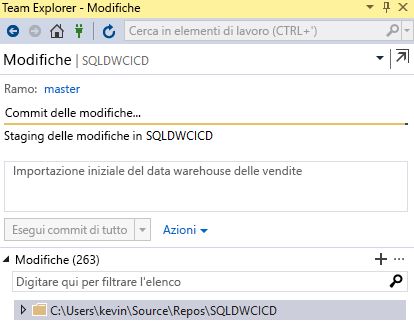 Team Explorer - Modifiche
Cerca in elementi di lavoro (CTRL+')
Modifiche | SQLDWCICD
Ramo: master
Commit delle modifiche...
Staging delle modifiche in SQLDWCICD
Importazione iniziale del data warehouse delle vendite
Esegui commit di tutto Azioni
Modifiche (263)
Digitare qui per filtrare l'elenco
C:\Users\kevin\Source\Repos\SQLDWCICD